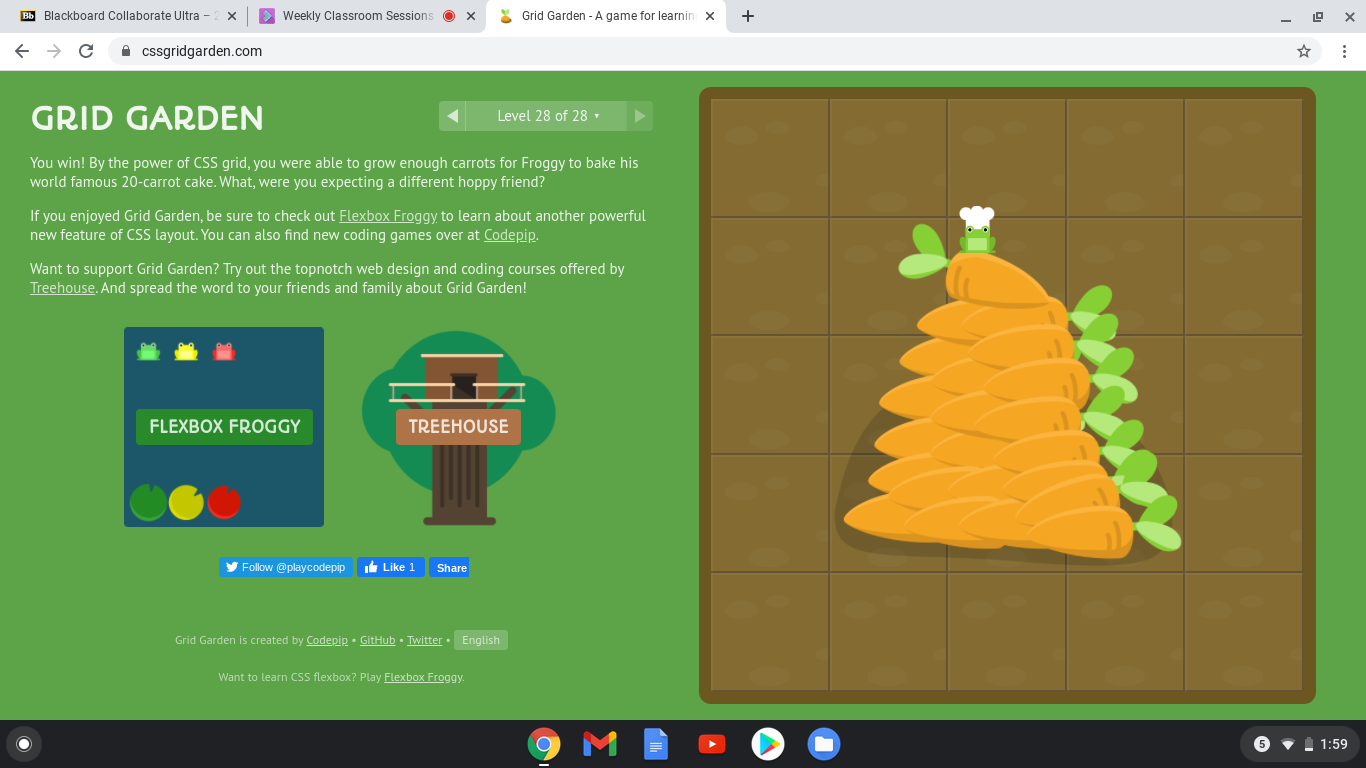 Blackboard Collaborate Ultra –
Weekly Classroom Sessions
Grid Garden - A game for learnin
cssgridgarden.com
GRID GARDEN
Level 28 of 28
You win! By the power of CSS grid, you were able to grow enough carrots for Froggy to bake his
world famous 20-carrot cake. What, were you expecting a different hoppy friend?
If you enjoyed Grid Garden, be sure to check out Flexbox Froggy to learn about another powerful
new feature of CSS layout. You can also find new coding games over at Codepip.
Want to support Grid Garden? Try out the topnotch web design and coding courses offered by
Treehouse. And spread the word to your friends and family about Grid Garden!
FLEXBOX FROGGY
TREEHOUSE
Follow @playcodepip
Like 1
Share
Grid Garden is created by Codepip • GitHub • Twitter • English
Want to learn CSS flexbox? Play Flexbox Froggy.
5
1:59